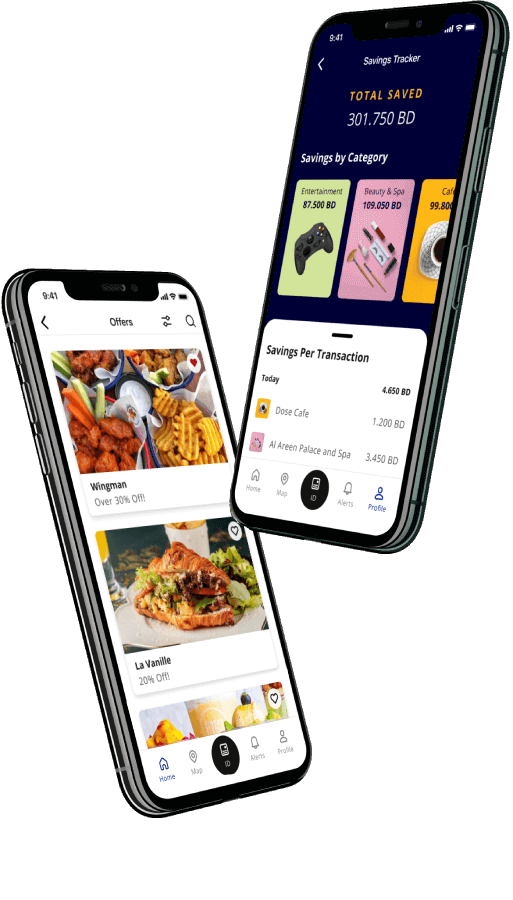 9:41
Savings Tracker
TOTAL SAVED
301.750 BD
Savings by Category
Entertainment
87.500 BD
Beauty & Spa
109.050 BD
Cafe
99.800
Savings Per Transaction
Today
4.650 BD
Dose Cafe
1.200 BD
Al Areen Palace and Spa
3.450 BD
Home
Map
ID
Alerts
Profile
9:41
Offers
Wingman
Over 30% Off!
La Vanille
20% Off!
Home
Map
ID
Alerts
Profile